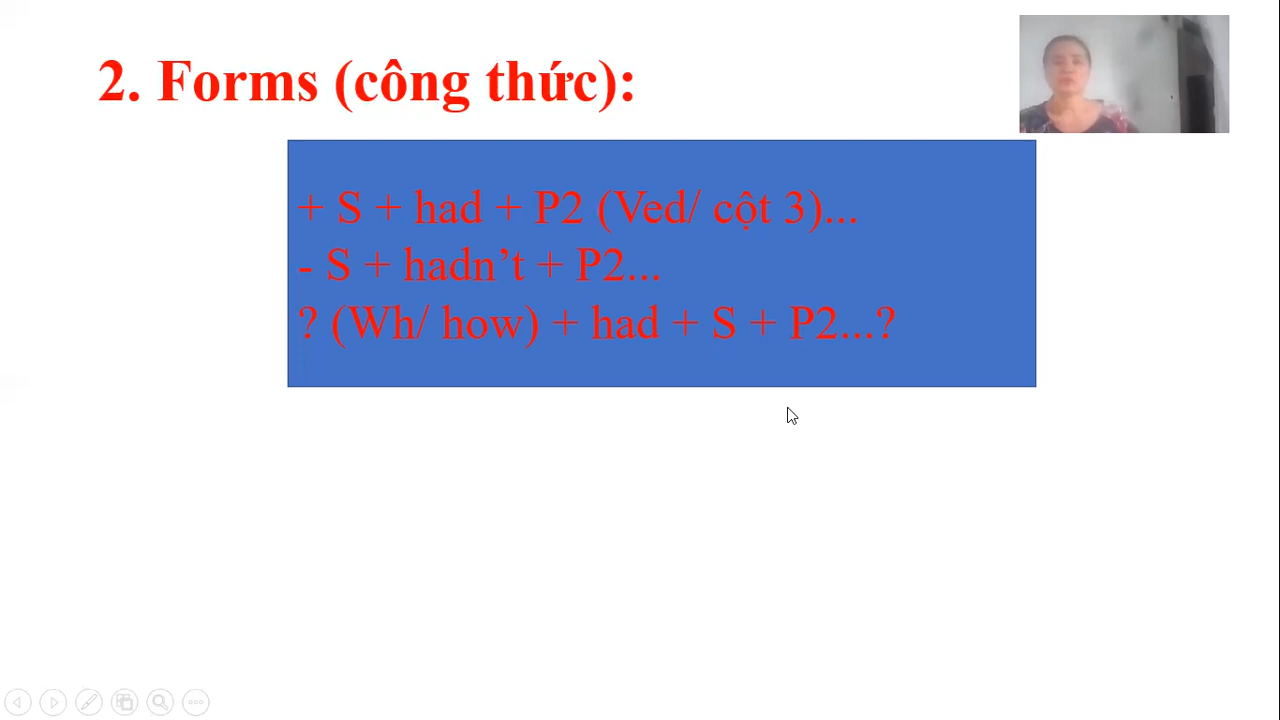 2. Forms (công thức):
+ S + had + P2 (Ved/ cột 3)...
- S + hadn’t + P2...
? (Wh/ how) + had + S + P2...?